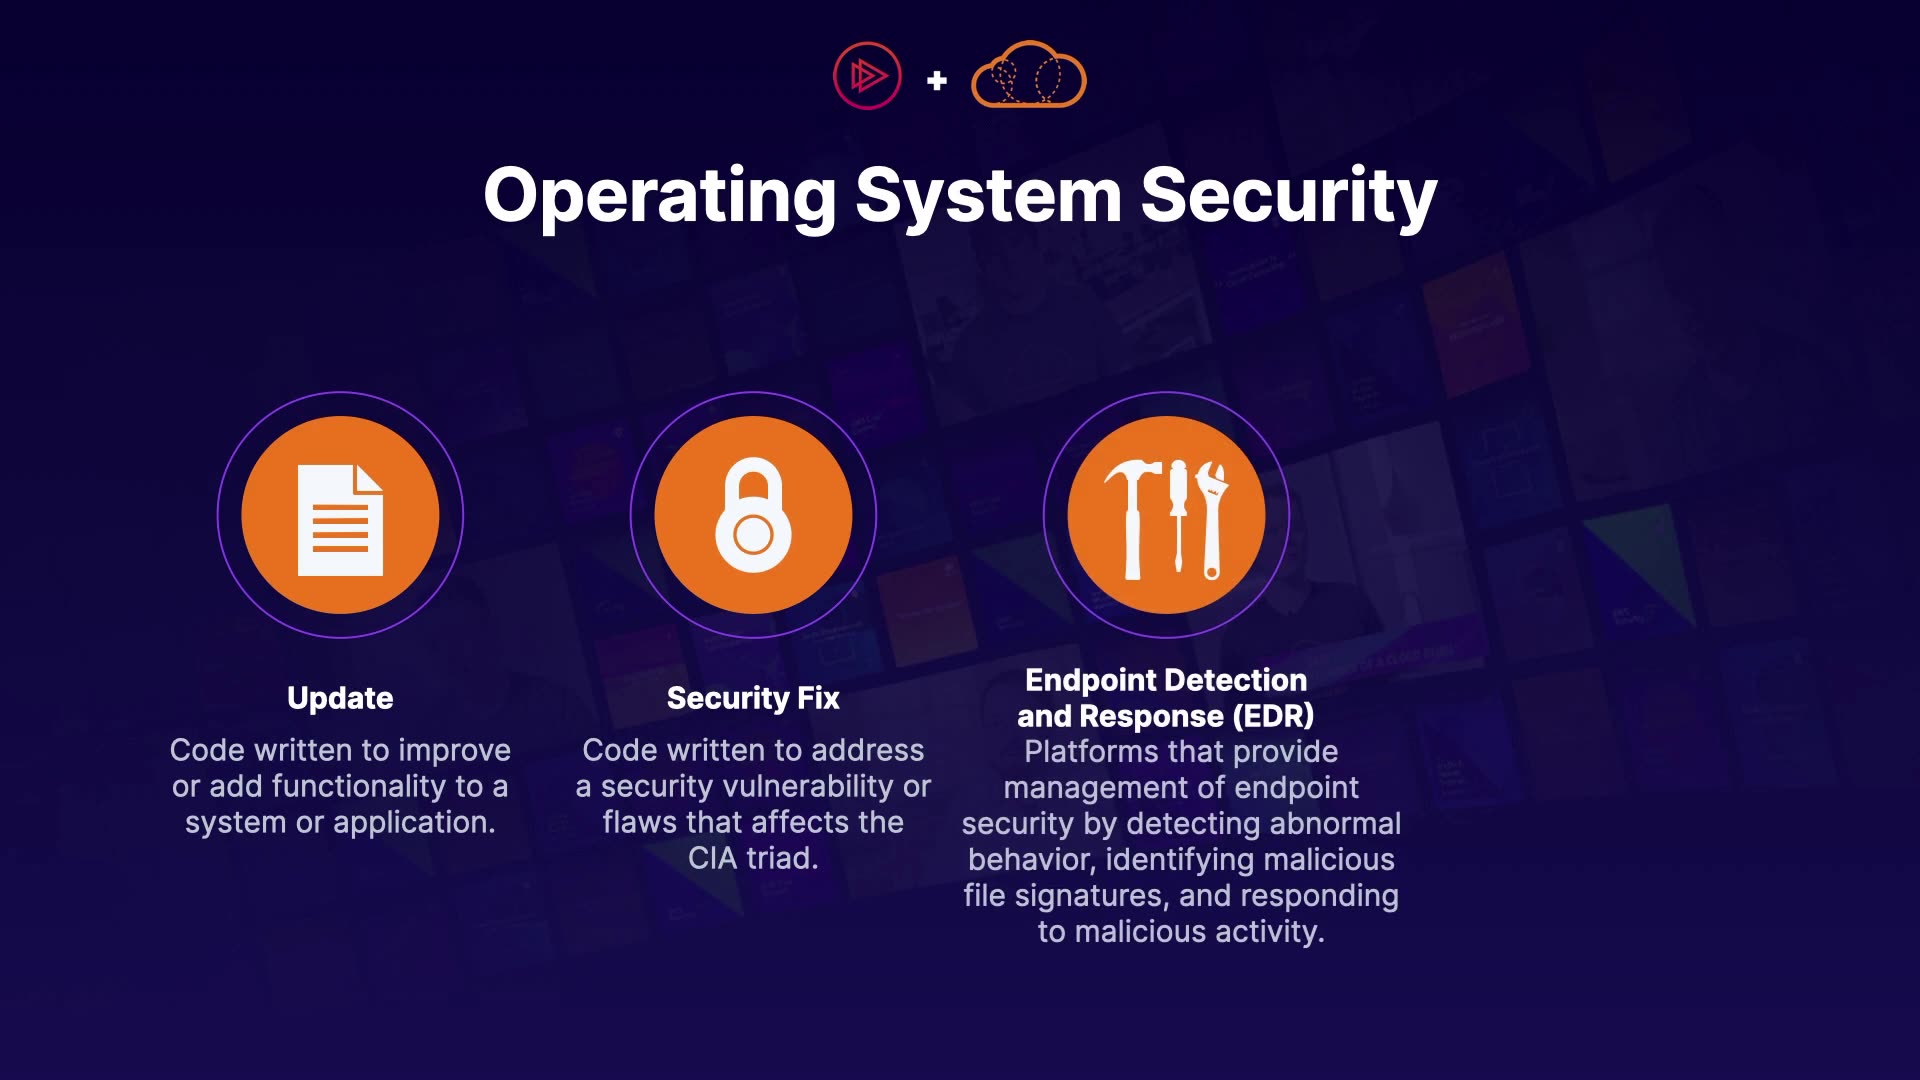 Operating System Security
Update
Code written to improve
or add functionality to a
system or application.
Security Fix
Code written to address
a security vulnerability or
flaws that affects the
CIA triad.
Endpoint Detection
and Response (EDR)
Platforms that provide
management of endpoint
security by detecting abnormal
behavior, identifying malicious
file signatures, and responding
to malicious activity.